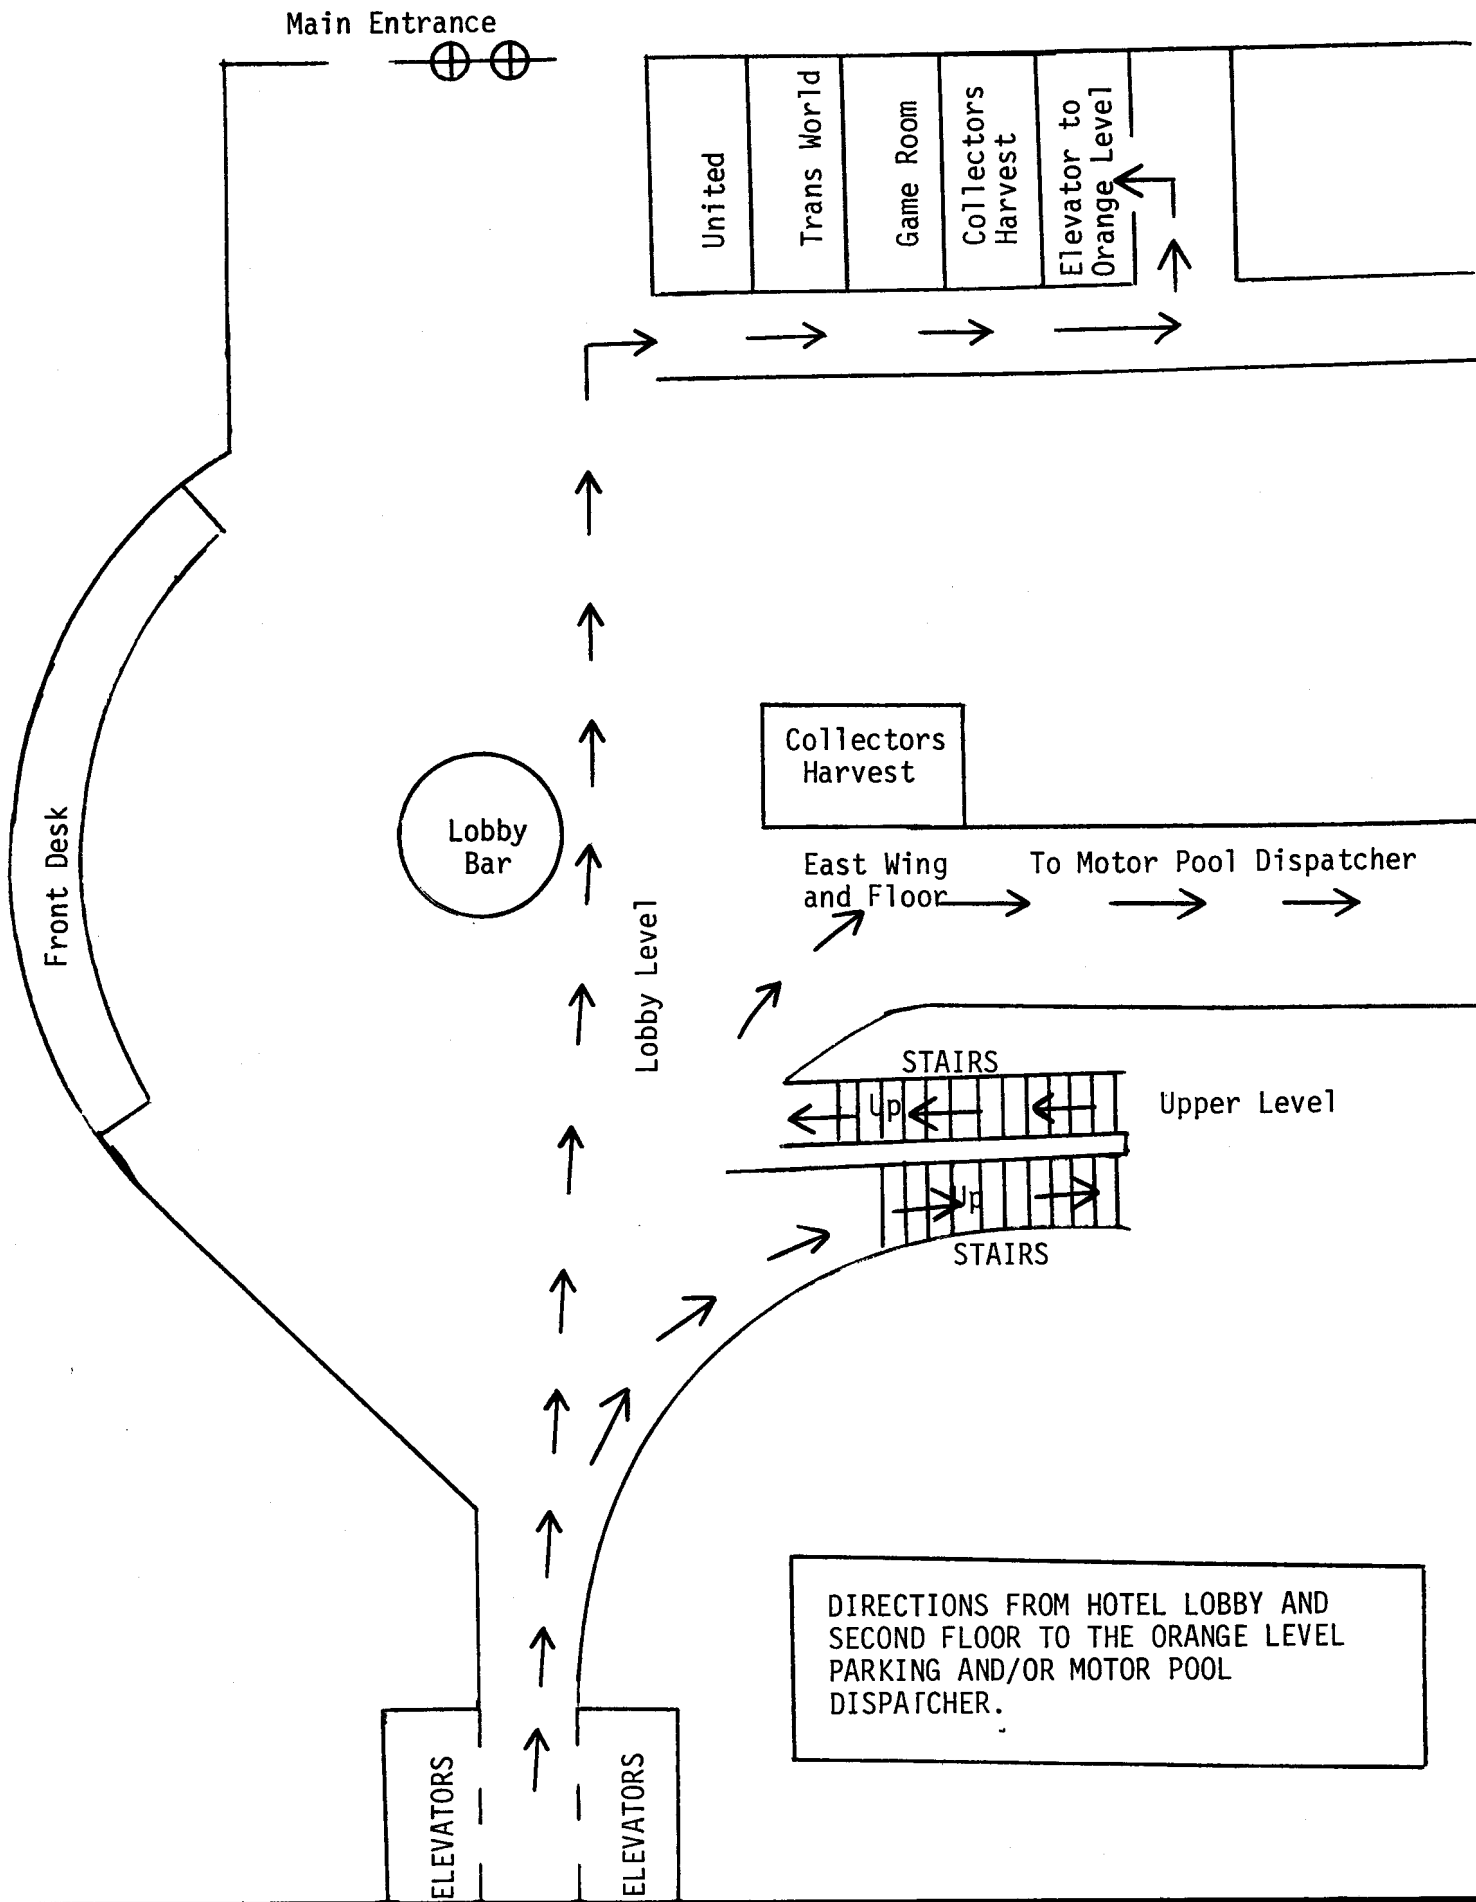 Main Entrance
United
Trans World
Game Room
Collectors
Harvest
Elevator to
Orange Level
Collectors
Harvest
Lobby
Bar
Front Desk
East Wing
and Floor
To Motor Pool Dispatcher
Lobby Level
STAIRS
Up
Upper Level
Up
STAIRS
DIRECTIONS FROM HOTEL LOBBY AND
SECOND FLOOR TO THE ORANGE LEVEL
PARKING AND/OR MOTOR POOL
DISPATCHER.
ELEVATORS
ELEVATORS